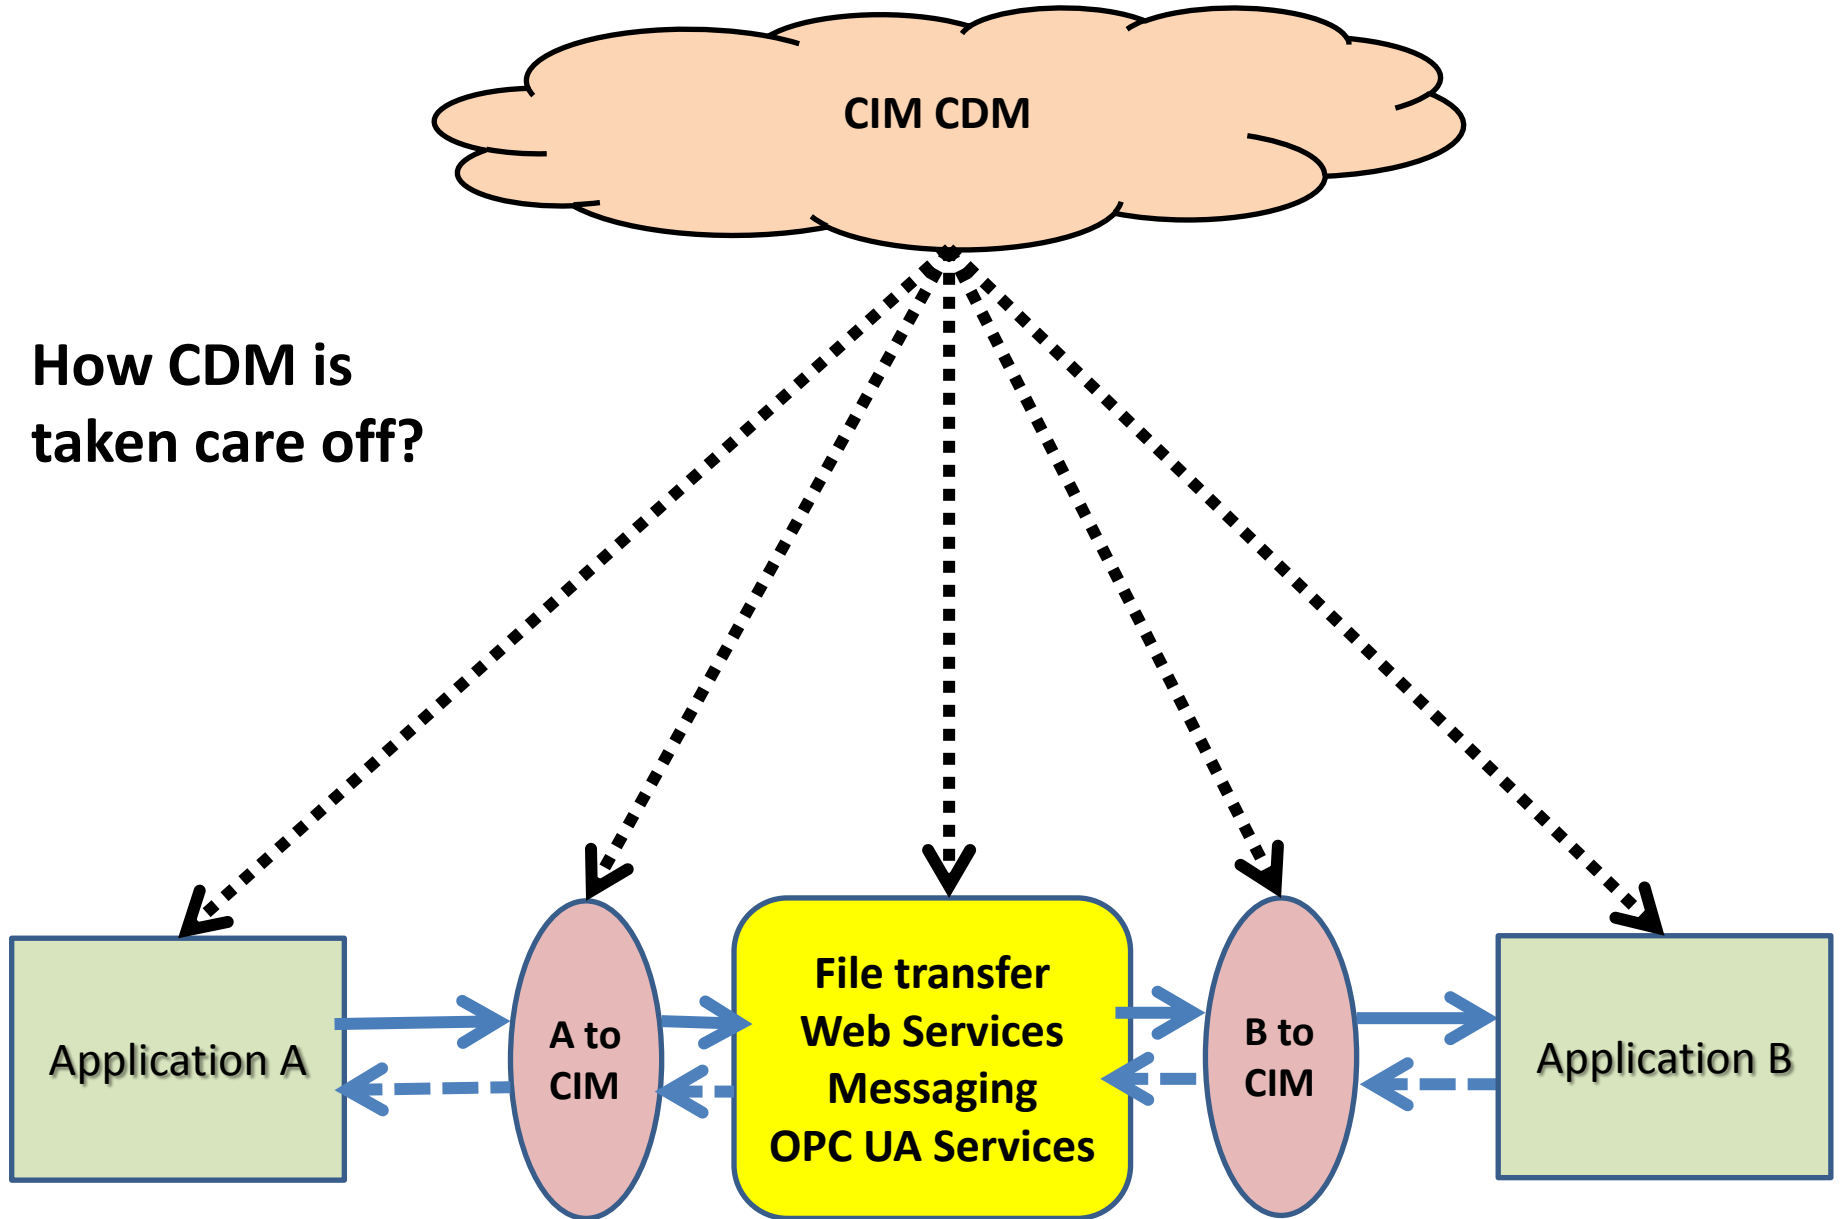 CIM CDM
How CDM is
taken care off?
Application A
A to
CIM
File transfer
Web Services
Messaging
OPC UA Services
B to
CIM
Application B